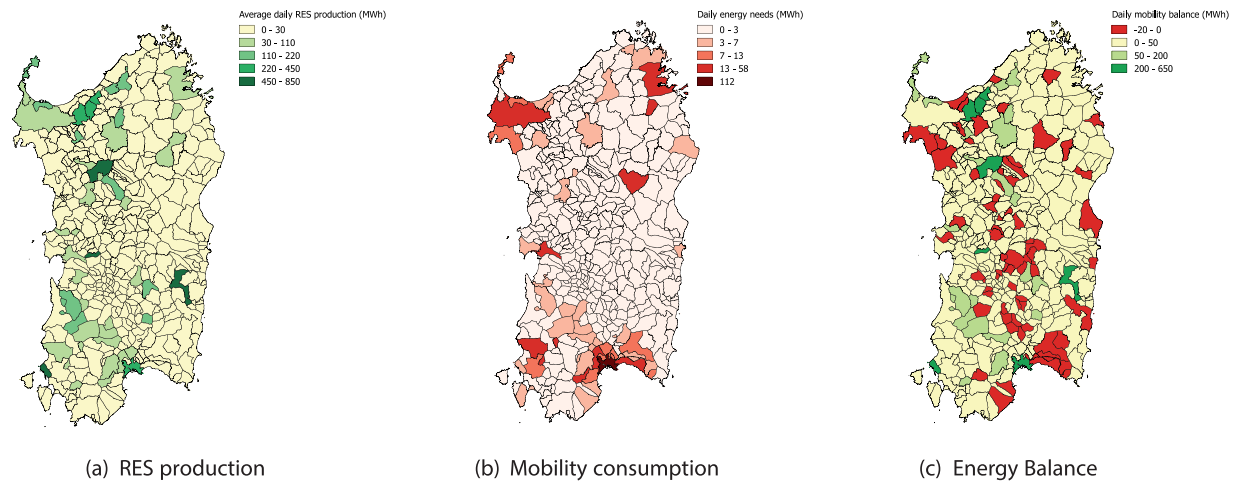 Average daily RES production (MWh)
0 - 30
30 - 110
110 - 220
220 - 450
450 - 850
Daily energy needs (MWh)
0 - 3
3 - 7
7 - 13
13 - 58
112
Daily mobility balance (MWh)
-20 - 0
0 - 50
50 - 200
200 - 650
(a) RES production
(b) Mobility consumption
(c) Energy Balance